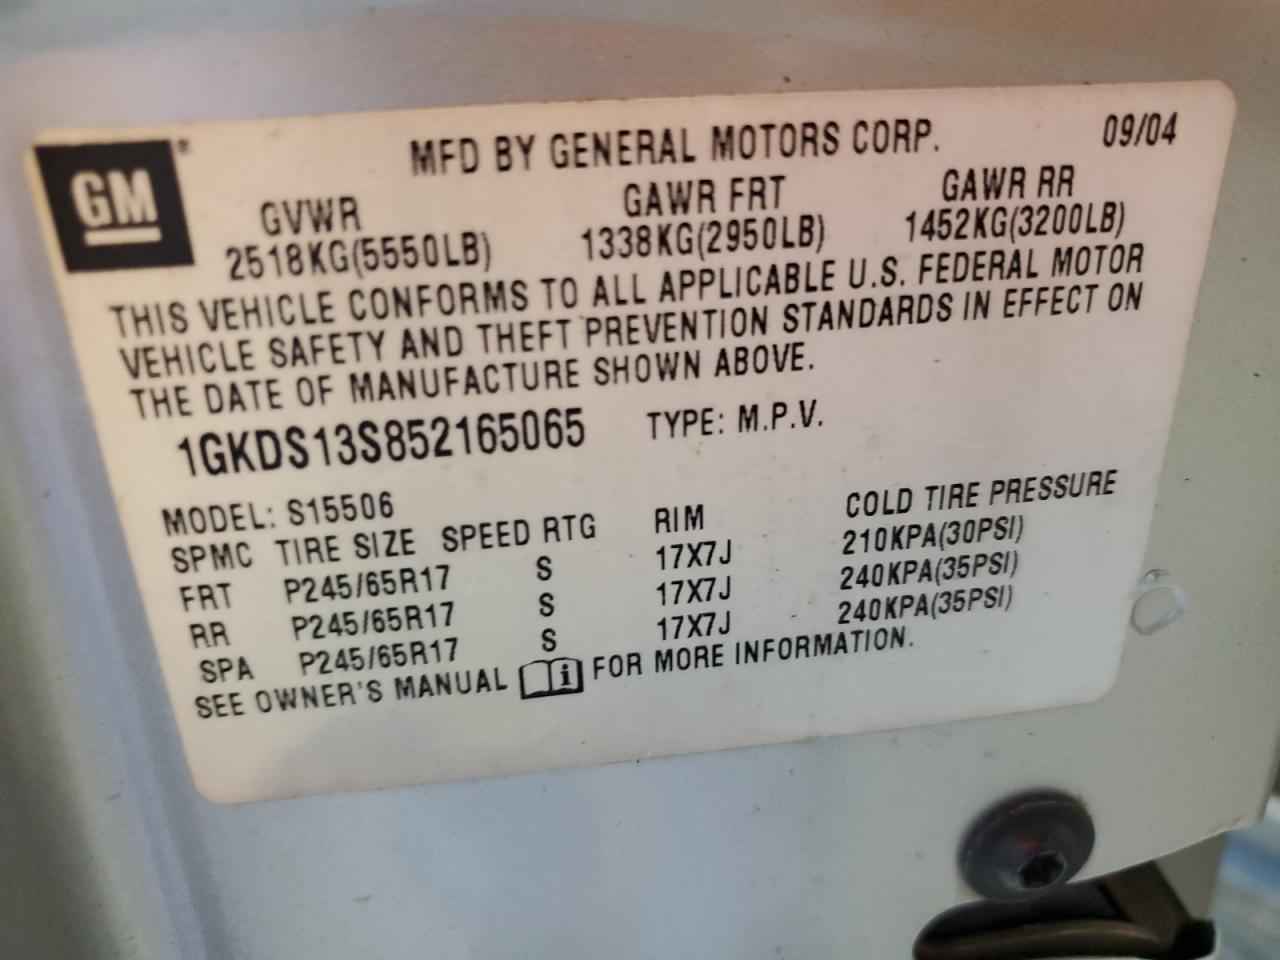 GM®
MFD BY GENERAL MOTORS CORP. 09/04
GVWR GAWR FRT GAWR RR
2518KG(5550LB) 1338KG(2950LB) 1452KG(3200LB)
THIS VEHICLE CONFORMS TO ALL APPLICABLE U.S. FEDERAL MOTOR
VEHICLE SAFETY AND THEFT PREVENTION STANDARDS IN EFFECT ON
THE DATE OF MANUFACTURE SHOWN ABOVE.
1GKDS13S852165065 TYPE: M.P.V.
MODEL: S15506
SPMC TIRE SIZE SPEED RTG RIM COLD TIRE PRESSURE
FRT P245/65R17 S 17X7J 210KPA(30PSI)
RR P245/65R17 S 17X7J 240KPA(35PSI)
SPA P245/65R17 S 17X7J 240KPA(35PSI)
SEE OWNER'S MANUAL i FOR MORE INFORMATION.